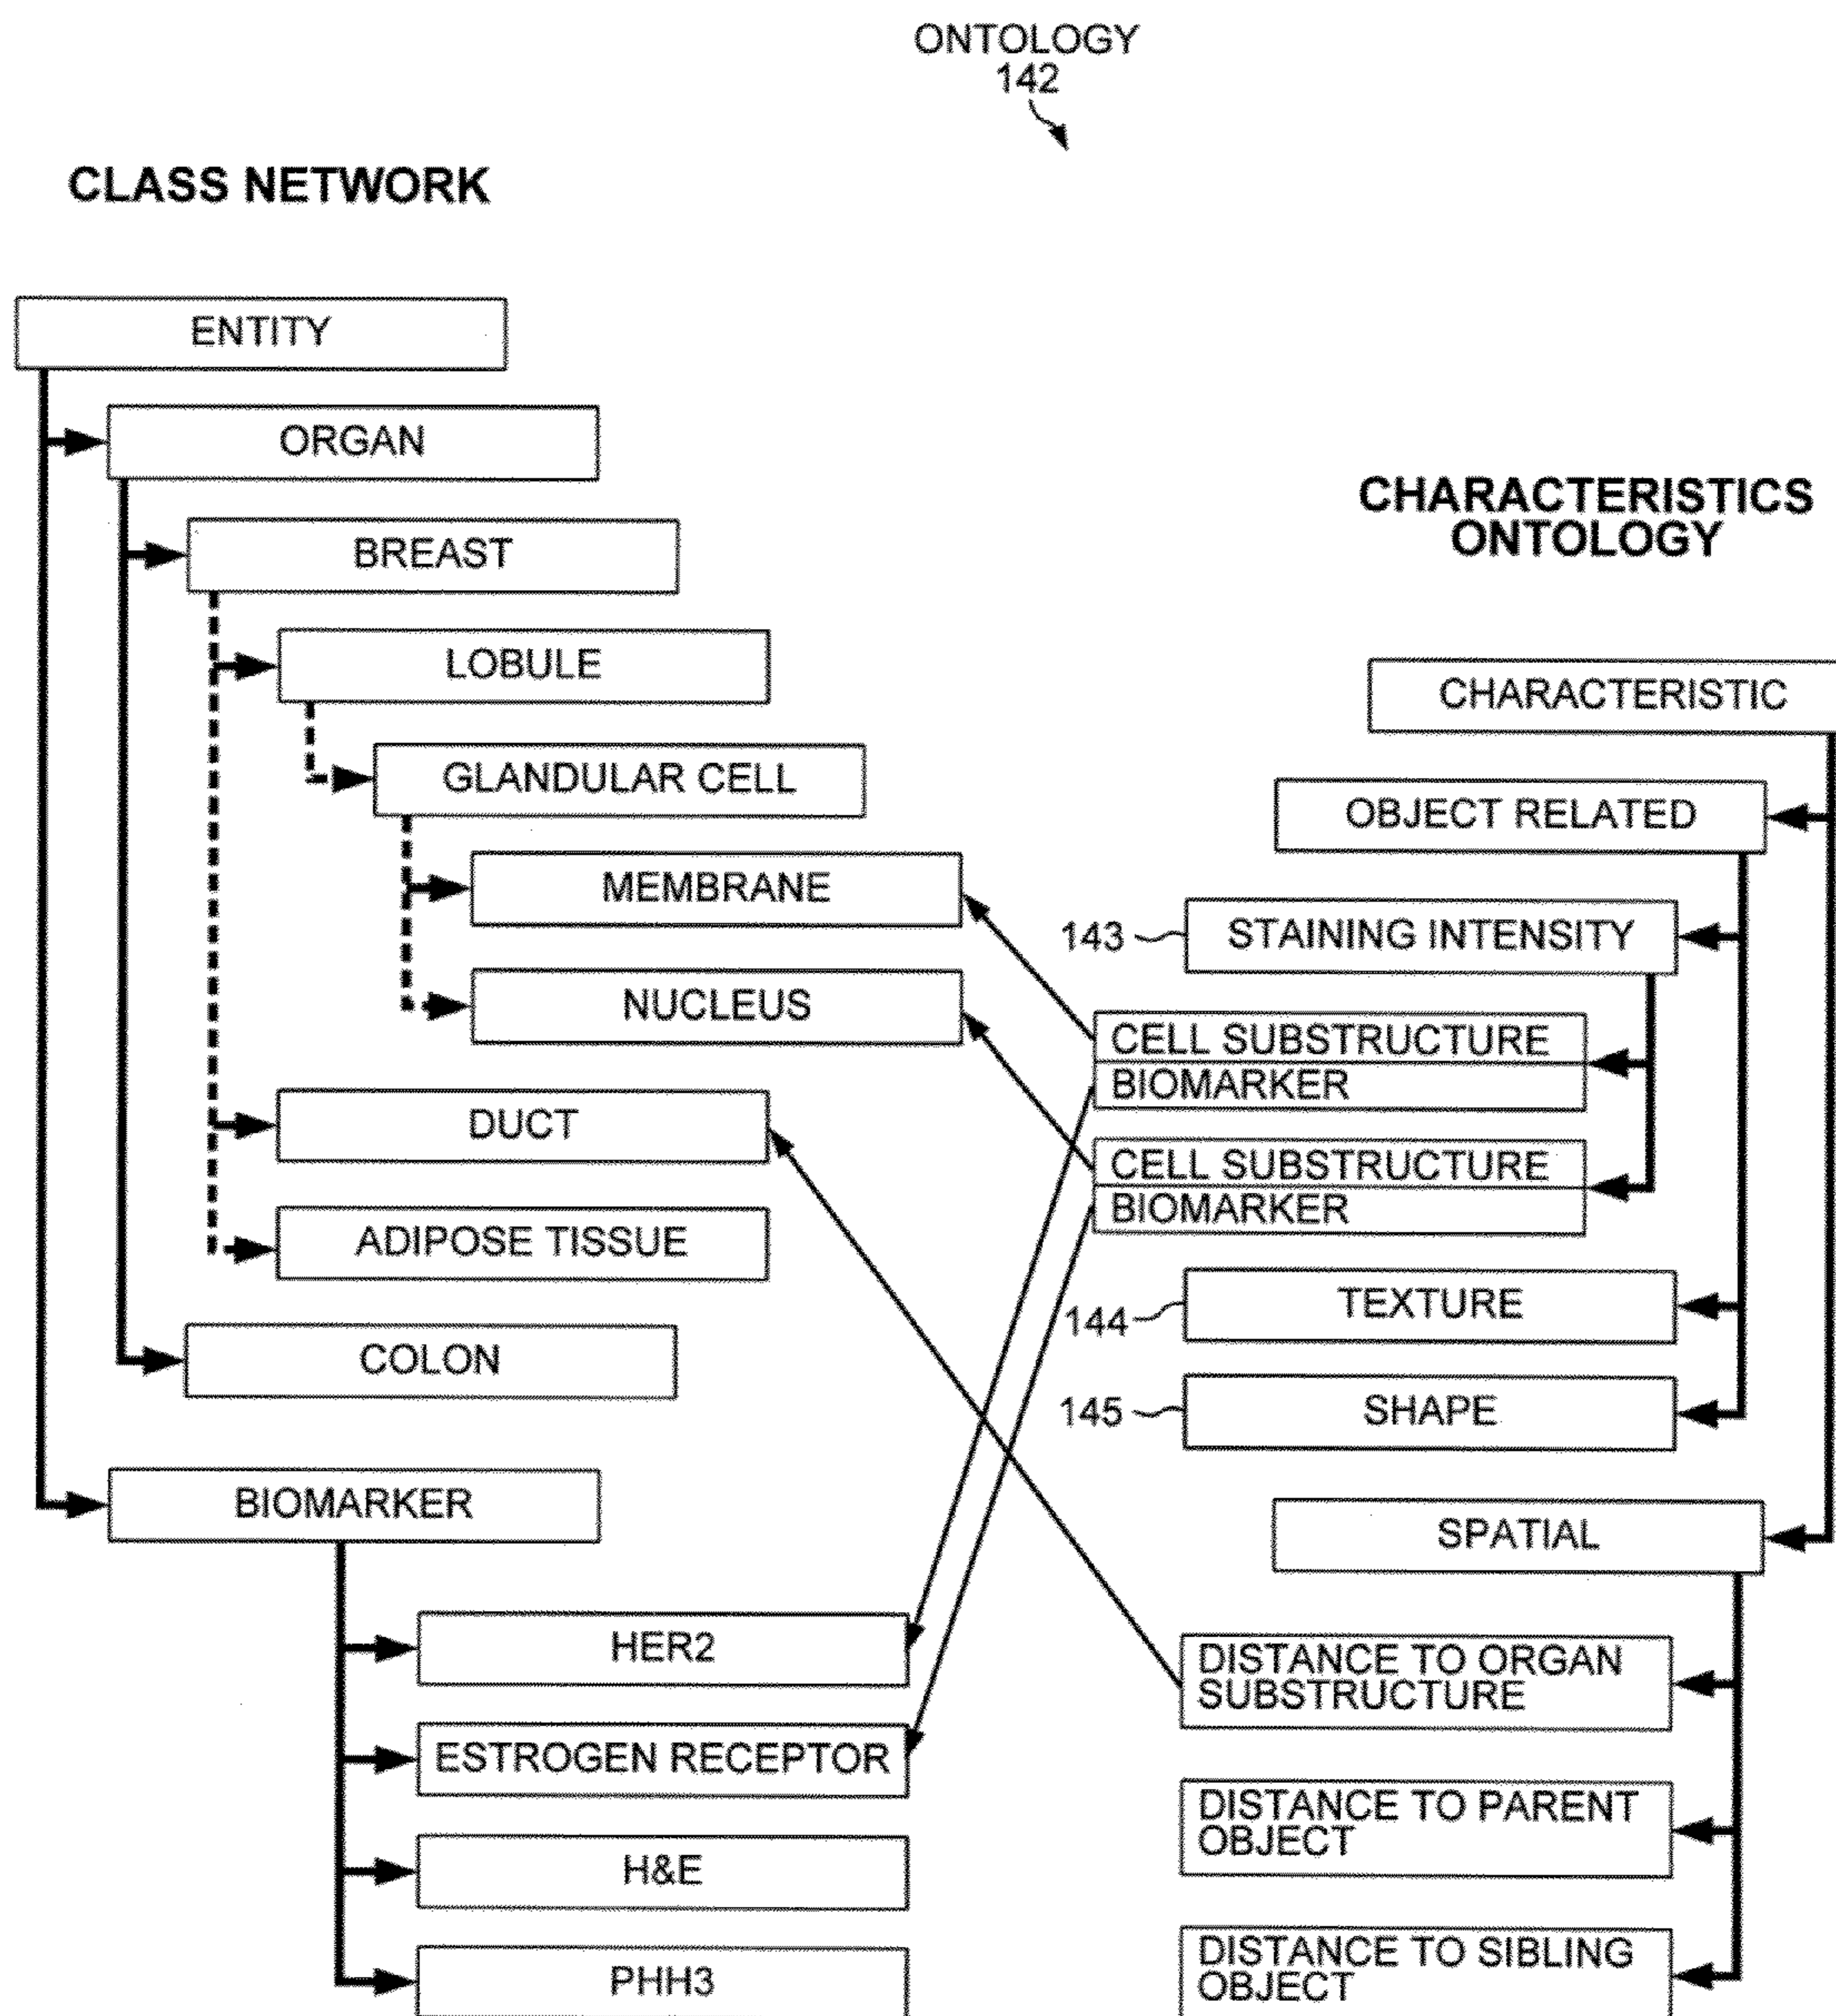 ONTOLOGY
142
CLASS NETWORK
ENTITY
ORGAN
BREAST
LOBULE
GLANDULAR CELL
MEMBRANE
NUCLEUS
DUCT
ADIPOSE TISSUE
COLON
BIOMARKER
HER2
ESTROGEN RECEPTOR
H&E
PHH3
CHARACTERISTICS
ONTOLOGY
CHARACTERISTIC
OBJECT RELATED
143
STAINING INTENSITY
CELL SUBSTRUCTURE
BIOMARKER
CELL SUBSTRUCTURE
BIOMARKER
144
TEXTURE
145
SHAPE
SPATIAL
DISTANCE TO ORGAN
SUBSTRUCTURE
DISTANCE TO PARENT
OBJECT
DISTANCE TO SIBLING
OBJECT